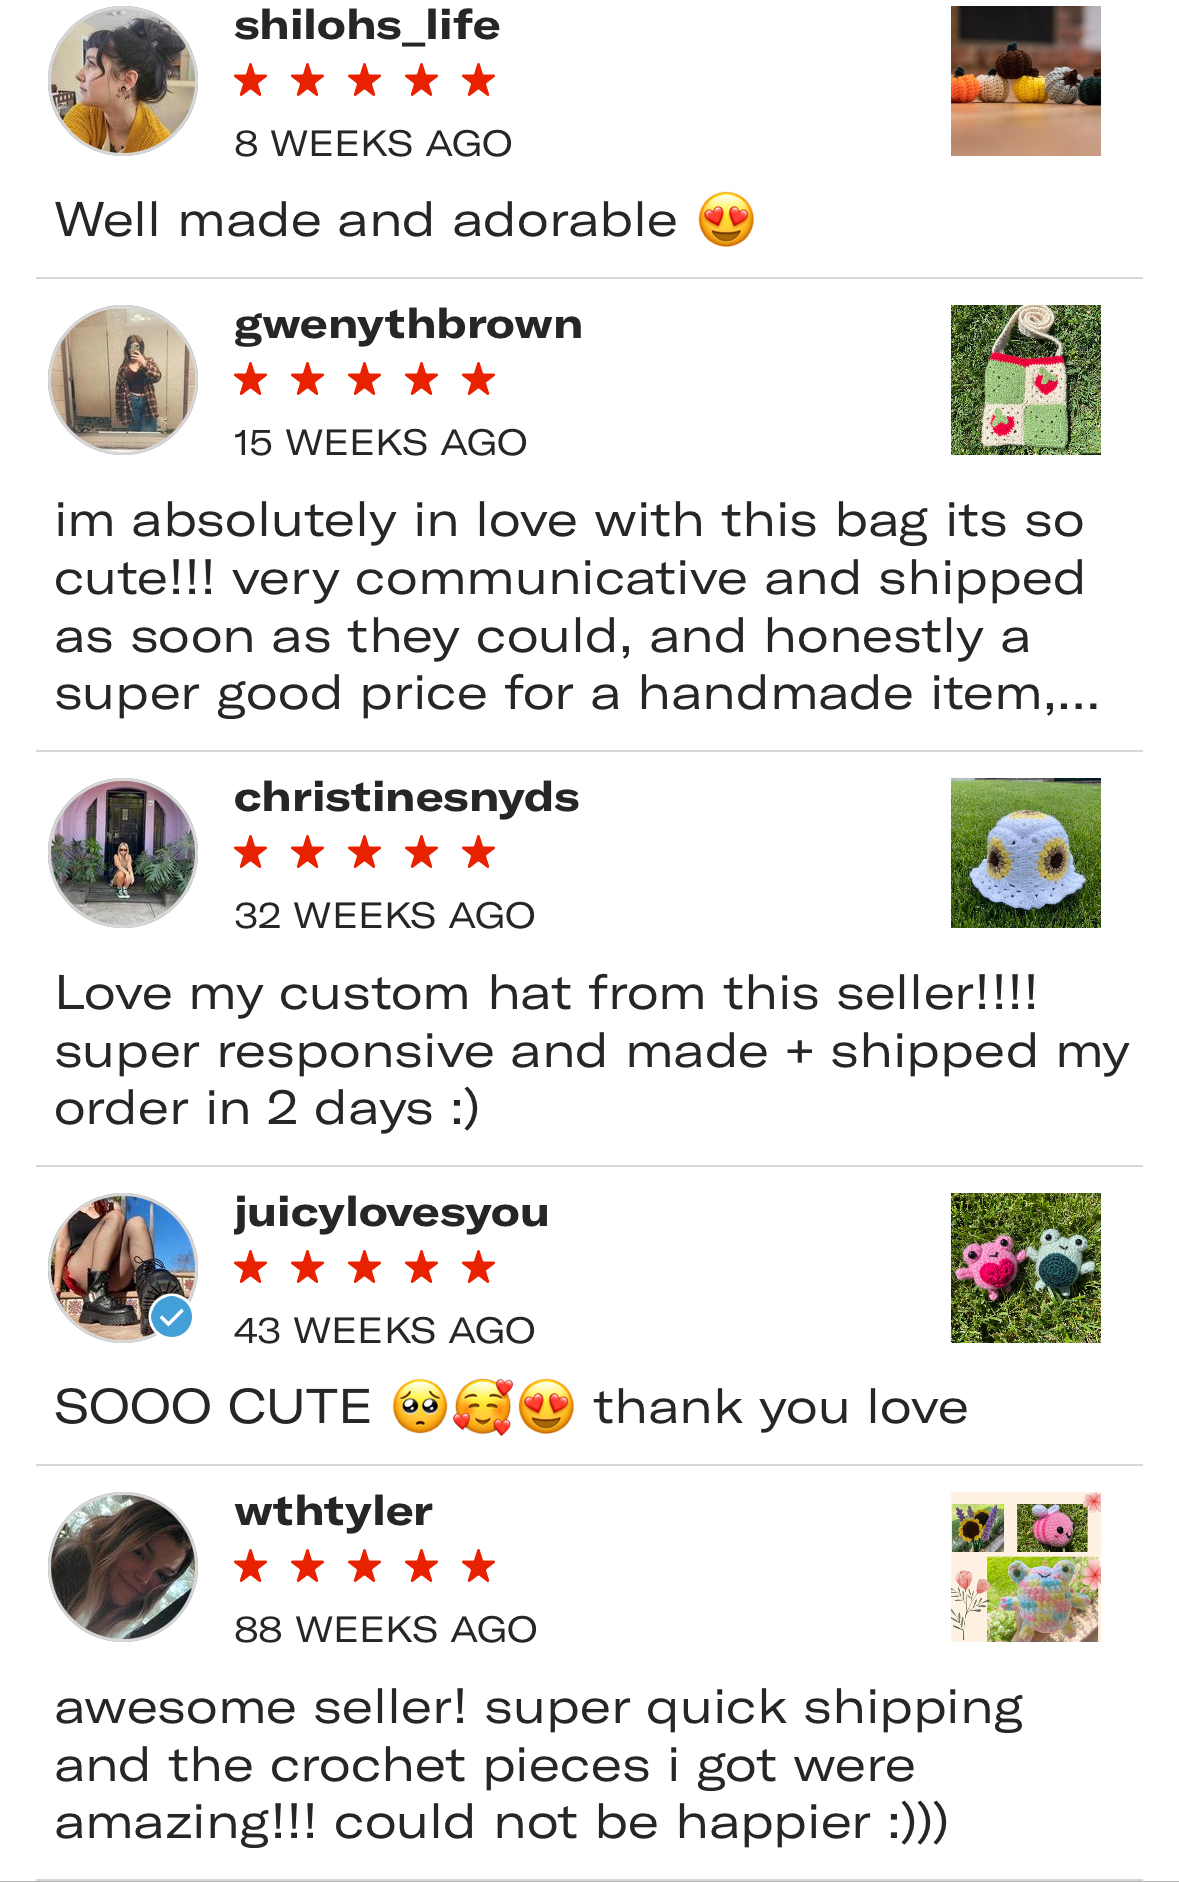 shilohs_life
8 WEEKS AGO
Well made and adorable 😍
gwenythbrown
15 WEEKS AGO
im absolutely in love with this bag its so
cute!!! very communicative and shipped
as soon as they could, and honestly a
super good price for a handmade item,...
christinesnyds
32 WEEKS AGO
Love my custom hat from this seller!!!!
super responsive and made + shipped my
order in 2 days :)
juicylovesyou
43 WEEKS AGO
SOOO CUTE 🥺🥰😍 thank you love
wthtyler
88 WEEKS AGO
awesome seller! super quick shipping
and the crochet pieces i got were
amazing!!! could not be happier :)))